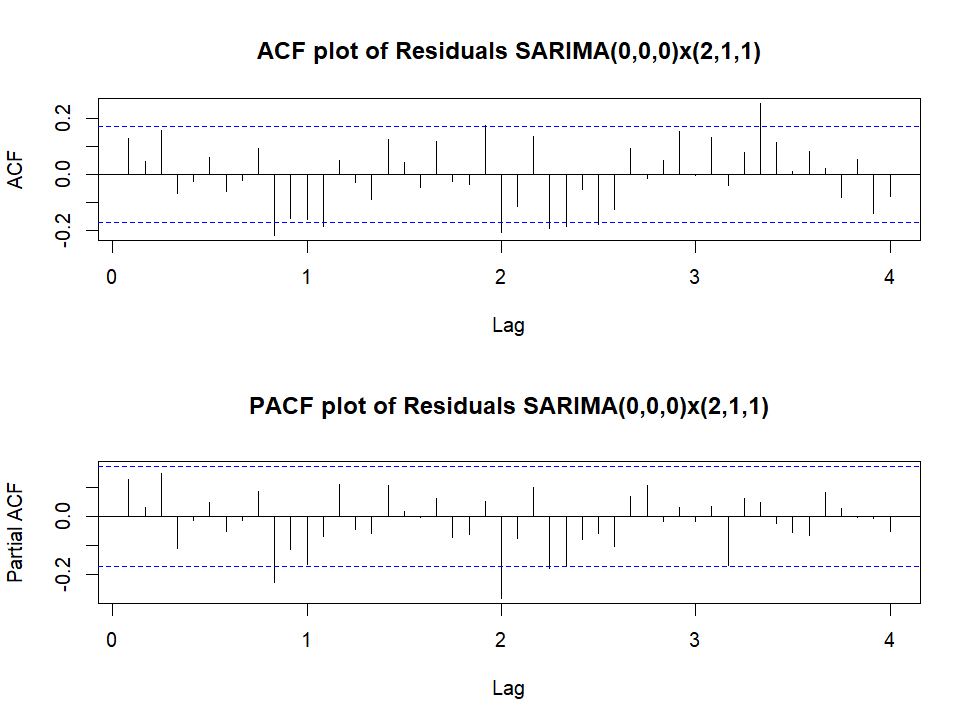 ACF plot of Residuals SARIMA(0,0,0)x(2,1,1)
ACF
0.2
0.0
-0.2
0 1 2 3 4
Lag
PACF plot of Residuals SARIMA(0,0,0)x(2,1,1)
Partial ACF
0.0
-0.2
0 1 2 3 4
Lag